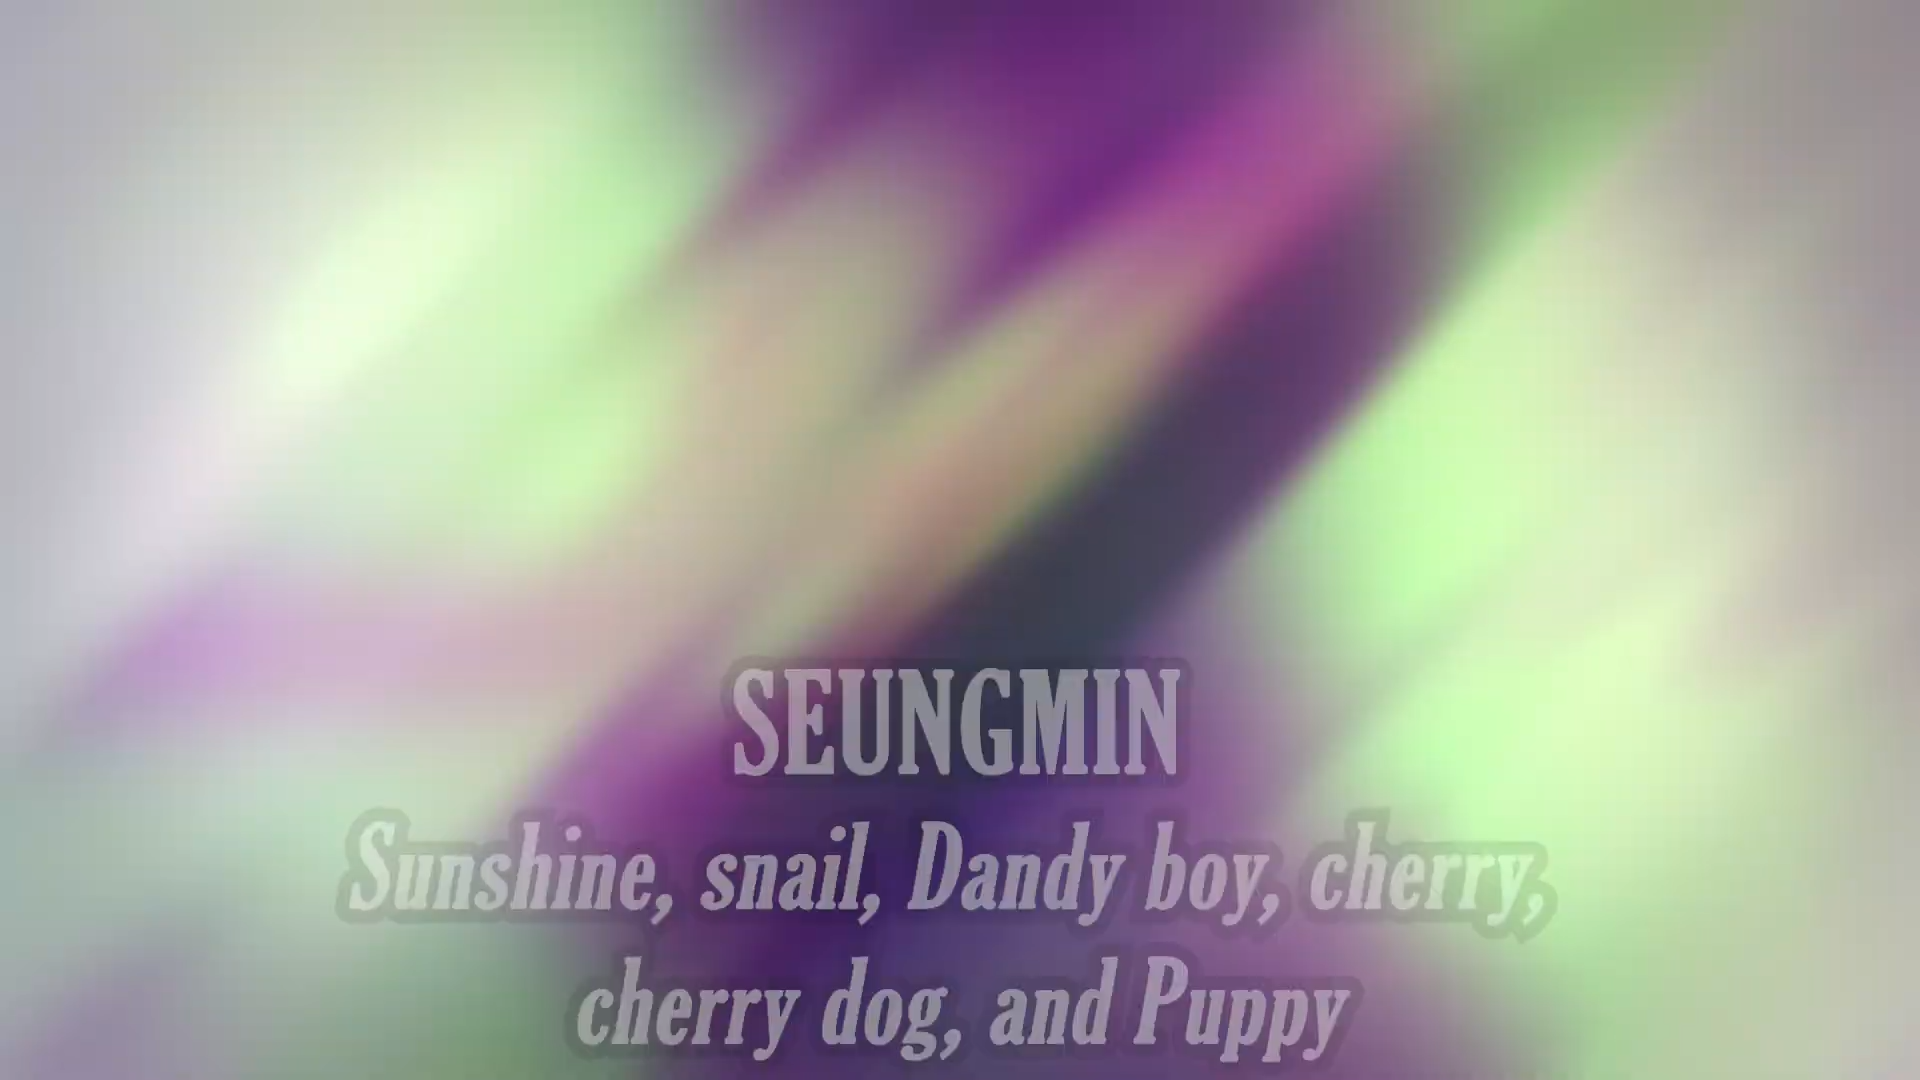 SEUNGMIN
Sunshine, snail, Dandy boy, cherry,
cherry dog, and Puppy